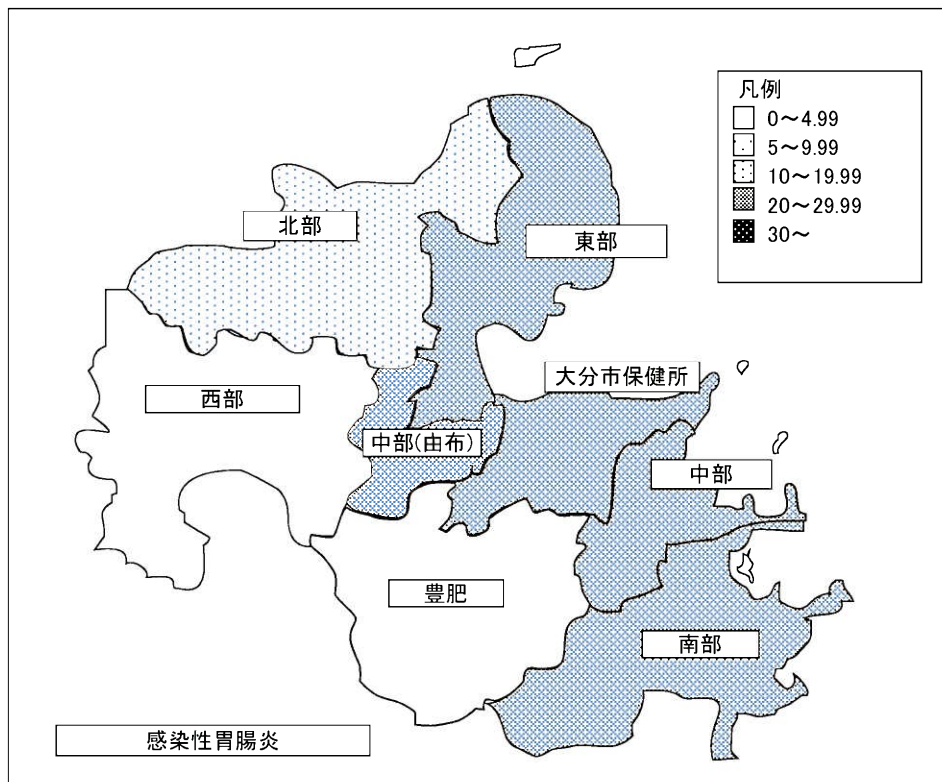 凡例
0～4.99
5～9.99
10～19.99
20～29.99
30～
北部
東部
大分市保健所
西部
中部(由布)
中部
豊肥
南部
感染性胃腸炎